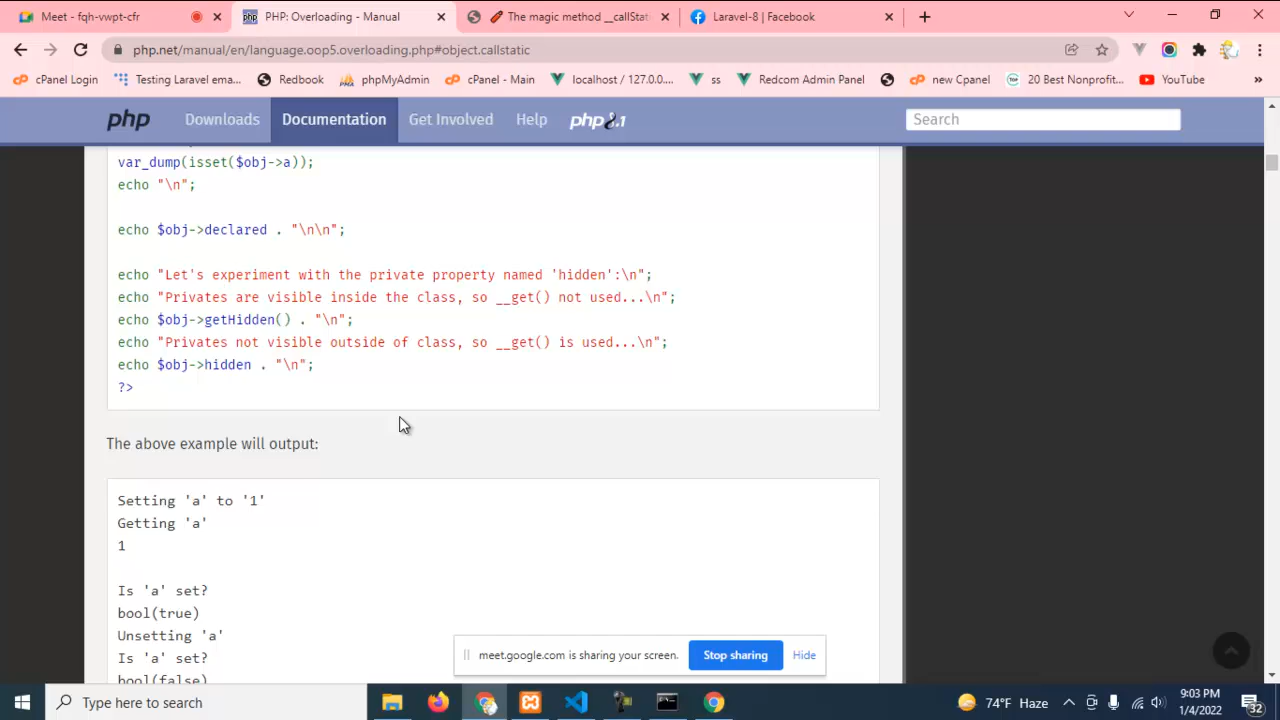 Meet - fqh-vwpt-cfr
PHP: Overloading - Manual
The magic method __callStat
Laravel-8 | Facebook
php.net/manual/en/language.oop5.overloading.php#object.callstatic
cPanel Login
Testing Laravel ema...
Redbook
phpMyAdmin
cPanel - Main
localhost / 127.0.0....
ss
Redcom Admin Panel
new Cpanel
20 Best Nonprofit...
YouTube
»
php
Downloads
Documentation
Get Involved
Help
php8.1
Search
var_dump(isset($obj->a));
echo "\n";
echo $obj->declared . "\n\n";
echo "Let's experiment with the private property named 'hidden':\n";
echo "Privates are visible inside the class, so __get() not used...\n";
echo $obj->getHidden() . "\n";
echo "Privates not visible outside of class, so __get() is used...\n";
echo $obj->hidden . "\n";
?>
The above example will output:
Setting 'a' to '1'
Getting 'a'
1
Is 'a' set?
bool(true)
Unsetting 'a'
Is 'a' set?
bool(false)
meet.google.com is sharing your screen.
Stop sharing
Hide
Type here to search
74°F Haze
9:03 PM
1/4/2022
32